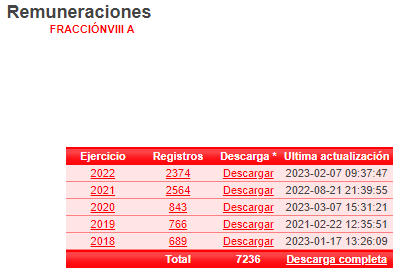 Remuneraciones
FRACCIÓNVIII A
Ejercicio Registros Descarga * Ultima actualización
2022 2374 Descargar 2023-02-07 09:37:47
2021 2564 Descargar 2022-08-21 21:39:55
2020 843 Descargar 2023-03-07 15:31:21
2019 766 Descargar 2021-02-22 12:35:51
2018 689 Descargar 2023-01-17 13:26:09
Total 7236 Descarga completa